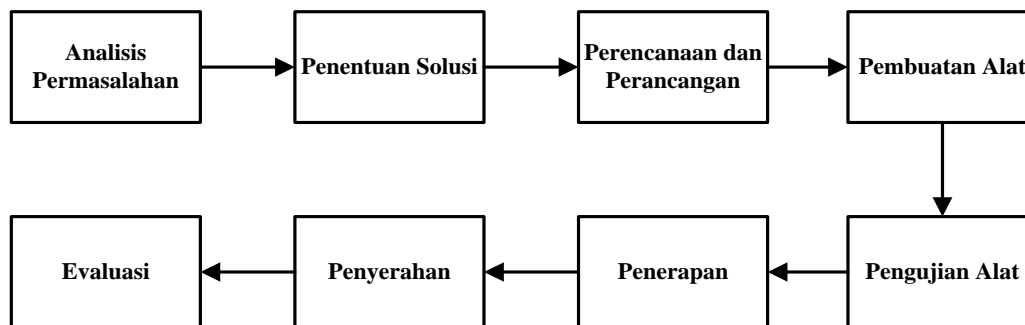 Analisis
Permasalahan
Penentuan Solusi
Perencanaan dan
Perancangan
Pembuatan Alat
Pengujian Alat
Penerapan
Penyerahan
Evaluasi